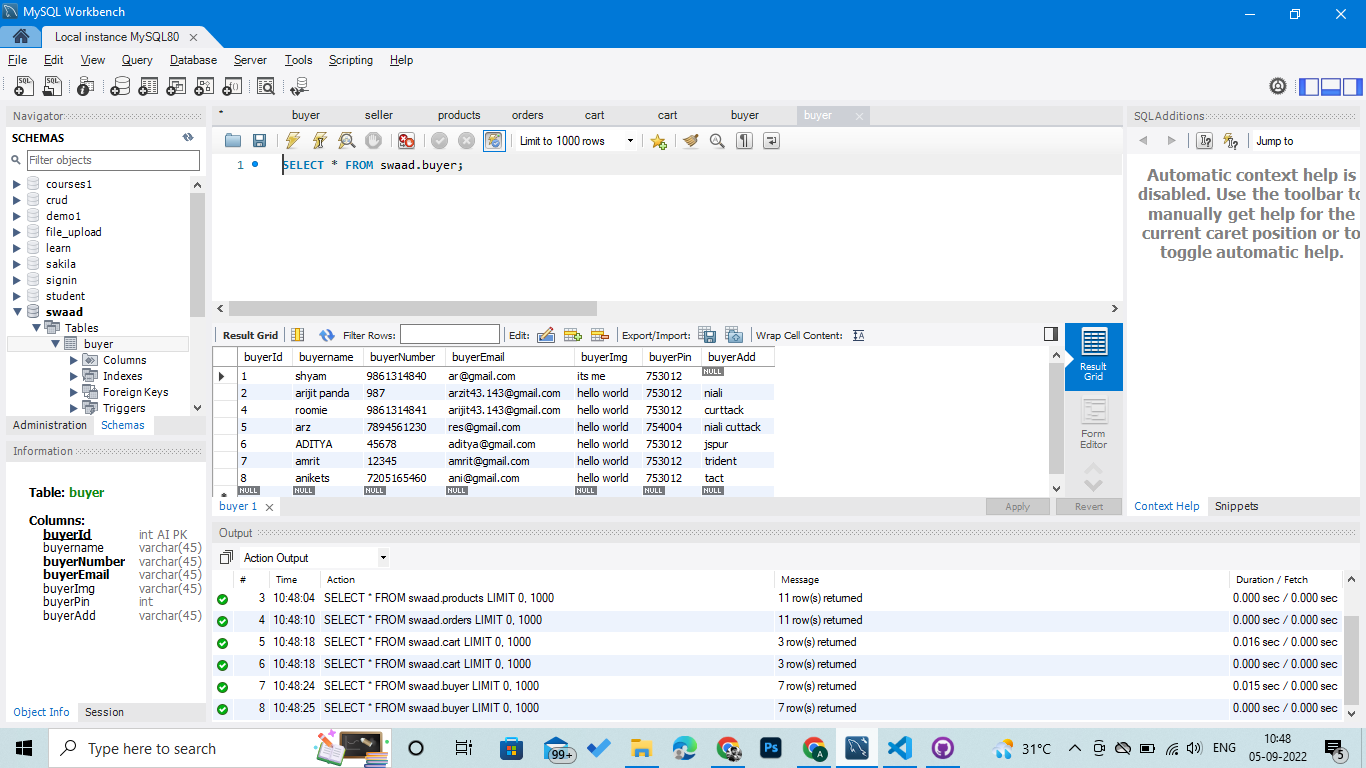 MySQL Workbench
Local instance MySQL80
File Edit View Query Database Server Tools Scripting Help
Navigator
SCHEMAS
Filter objects
courses1
crud
demo1
file_upload
learn
sakila
signin
student
swaad
Tables
buyer
Columns
Indexes
Foreign Keys
Triggers
Administration Schemas
Information
Table: buyer
Columns:
buyerId int AI PK
buyername varchar(45)
buyerNumber varchar(45)
buyerEmail varchar(45)
buyerImg varchar(45)
buyerPin int
buyerAdd varchar(45)
Object Info Session
buyer seller products orders cart cart buyer buyer
Limit to 1000 rows
1 SELECT * FROM swaad.buyer;
Result Grid Filter Rows: Edit: Export/Import: Wrap Cell Content:
buyerId buyername buyerNumber buyerEmail buyerImg buyerPin buyerAdd
1 shyam 9861314840 ar@gmail.com its me 753012 NULL
2 arijit panda 987 arzit43.143@gmail.com hello world 753012 niali
4 roomie 9861314841 arijit43.143@gmail.com hello world 753012 curttack
5 arz 7894561230 res@gmail.com hello world 754004 niali cuttack
6 ADITYA 45678 aditya@gmail.com hello world 753012 jspur
7 amrit 12345 amrit@gmail.com hello world 753012 trident
8 anikets 7205165460 ani@gmail.com hello world 753012 tact
NULL NULL NULL NULL NULL NULL NULL
Result Grid
Form Editor
buyer 1 Apply Revert
SQLAdditions
Jump to
Automatic context help is
disabled. Use the toolbar to
manually get help for the
current caret position or to
toggle automatic help.
Context Help Snippets
Output
Action Output
# Time Action Message Duration / Fetch
3 10:48:04 SELECT * FROM swaad.products LIMIT 0, 1000 11 row(s) returned 0.000 sec / 0.000 sec
4 10:48:10 SELECT * FROM swaad.orders LIMIT 0, 1000 11 row(s) returned 0.000 sec / 0.000 sec
5 10:48:18 SELECT * FROM swaad.cart LIMIT 0, 1000 3 row(s) returned 0.016 sec / 0.000 sec
6 10:48:18 SELECT * FROM swaad.cart LIMIT 0, 1000 3 row(s) returned 0.000 sec / 0.000 sec
7 10:48:24 SELECT * FROM swaad.buyer LIMIT 0, 1000 7 row(s) returned 0.015 sec / 0.000 sec
8 10:48:25 SELECT * FROM swaad.buyer LIMIT 0, 1000 7 row(s) returned 0.000 sec / 0.000 sec
Type here to search
99+
Ps
A
31°C
ENG
10:48
05-09-2022
5